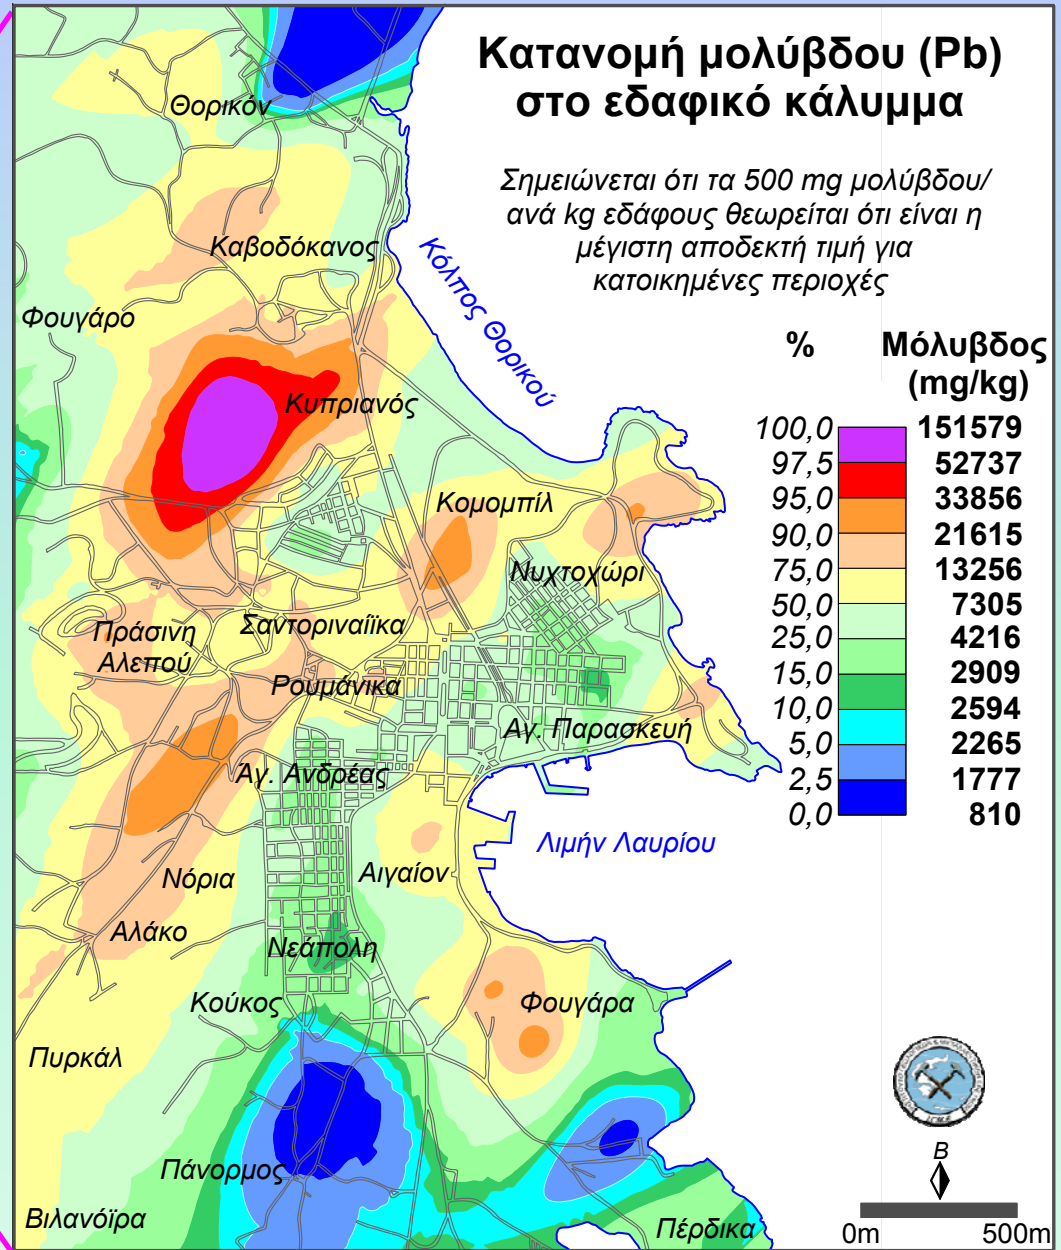 Κατανομή μολύβδου (Pb)
στο εδαφικό κάλυμμα
Σημειώνεται ότι τα 500 mg μολύβδου/
ανά kg εδάφους θεωρείται ότι είναι η
μέγιστη αποδεκτή τιμή για
κατοικημένες περιοχές
Θορικόν
Καβοδόκανος
Κόλπος Θορικού
Φουγάρο
% Μόλυβδος
(mg/kg)
100,0 151579
97,5 52737
95,0 33856
90,0 21615
75,0 13256
50,0 7305
25,0 4216
15,0 2909
10,0 2594
5,0 2265
2,5 1777
0,0 810
Κυπριανός
Κομομπίλ
Νυχτοχώρι
Πράσινη
Αλεπού
Σαντοριναίϊκα
Ρουμάνικα
Αγ. Παρασκευή
Άγ. Ανδρέας
Λιμήν Λαυρίου
Νόρια
Αιγαίον
Αλάκο
Νεάπολη
Κούκος
Φουγάρα
Πυρκάλ
Πάνορμος
Βιλανόϊρα
Πέρδικα
Β
0m 500m